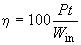 η = 100 Pt / W_in